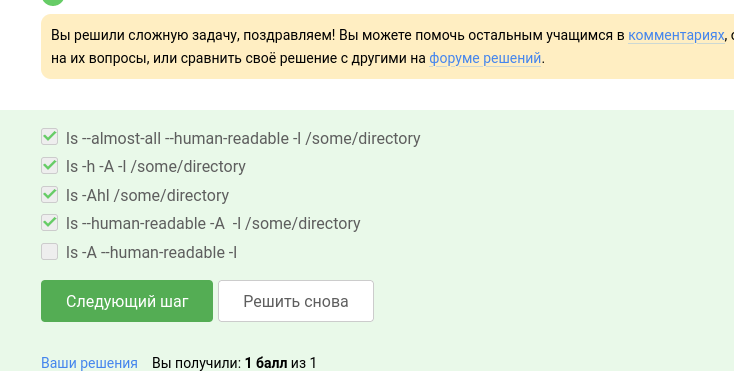 Вы решили сложную задачу, поздравляем! Вы можете помочь остальным учащимся в комментариях,
на их вопросы, или сравнить своё решение с другими на форуме решений.
ls --almost-all --human-readable -l /some/directory
ls -h -A -l /some/directory
ls -Ahl /some/directory
ls --human-readable -A  -l /some/directory
ls -A --human-readable -l
Следующий шаг
Решить снова
Ваши решения Вы получили: 1 балл из 1